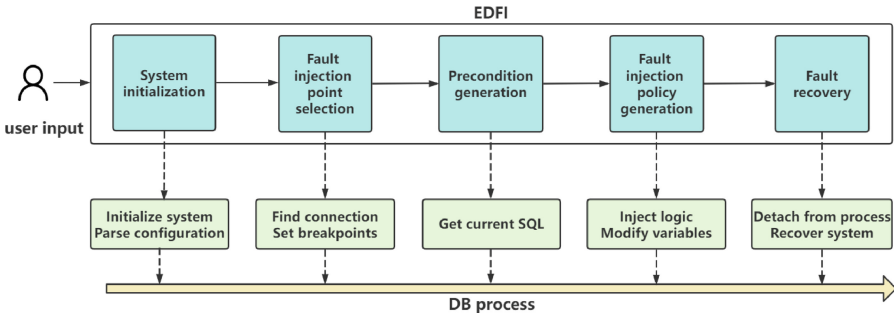 EDFI
user input
System
initialization
Fault
injection
point
selection
Precondition
generation
Fault
injection
policy
generation
Fault
recovery
Initialize system
Parse configuration
Find connection
Set breakpoints
Get current SQL
Inject logic
Modify variables
Detach from process
Recover system
DB process